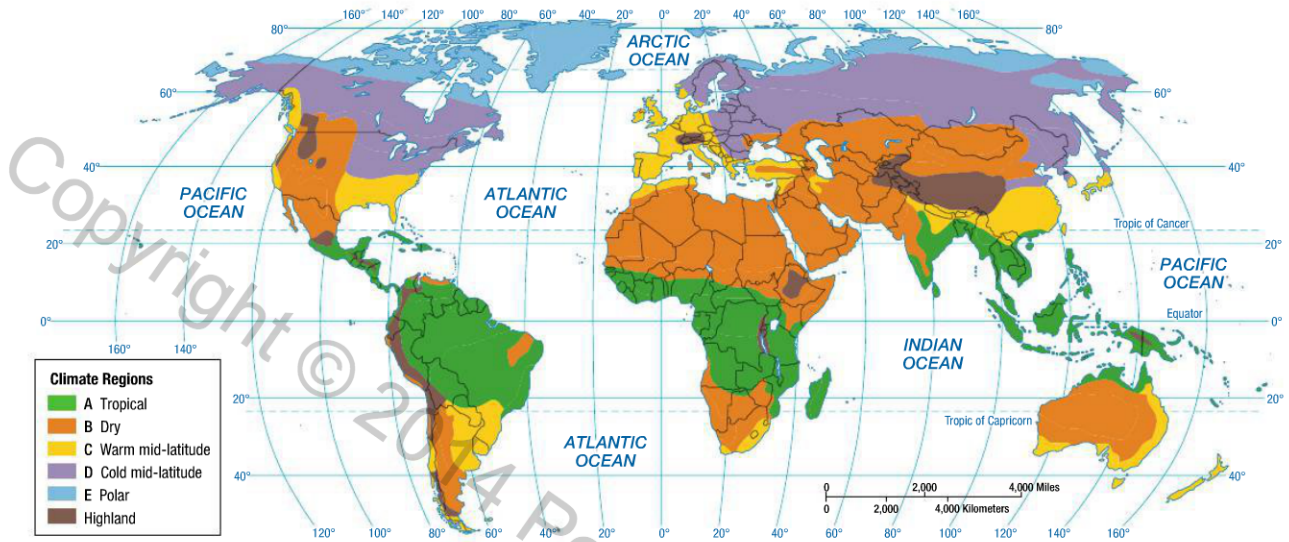 160° 140° 120° 100° 80° 60° 40° 20° 0° 20° 40° 60° 80° 100° 120° 140° 160°
80° 80°
ARCTIC
OCEAN
60° 60°
40° 40°
PACIFIC
OCEAN
ATLANTIC
OCEAN
Tropic of Cancer
20° 20°
PACIFIC
OCEAN
Equator
0° 0°
160° 140°
INDIAN
OCEAN
Climate Regions
A Tropical
B Dry
C Warm mid-latitude
D Cold mid-latitude
E Polar
Highland
20° 20°
Tropic of Capricorn
ATLANTIC
OCEAN
40° 40°
0 2,000 4,000 Miles
0 2,000 4,000 Kilometers
120° 100° 80° 60° 40° 20° 0° 20° 40° 60° 80° 100° 120° 140° 160°
Copyright © 2014 Pe